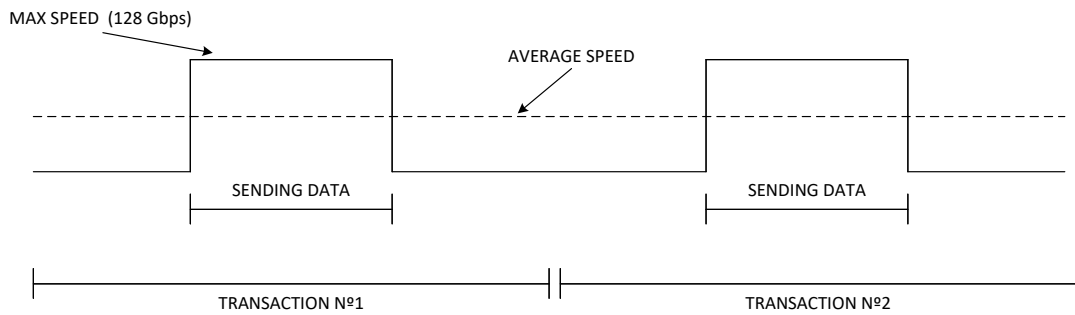 MAX SPEED (128 Gbps)
AVERAGE SPEED
SENDING DATA
SENDING DATA
TRANSACTION Nº1
TRANSACTION Nº2